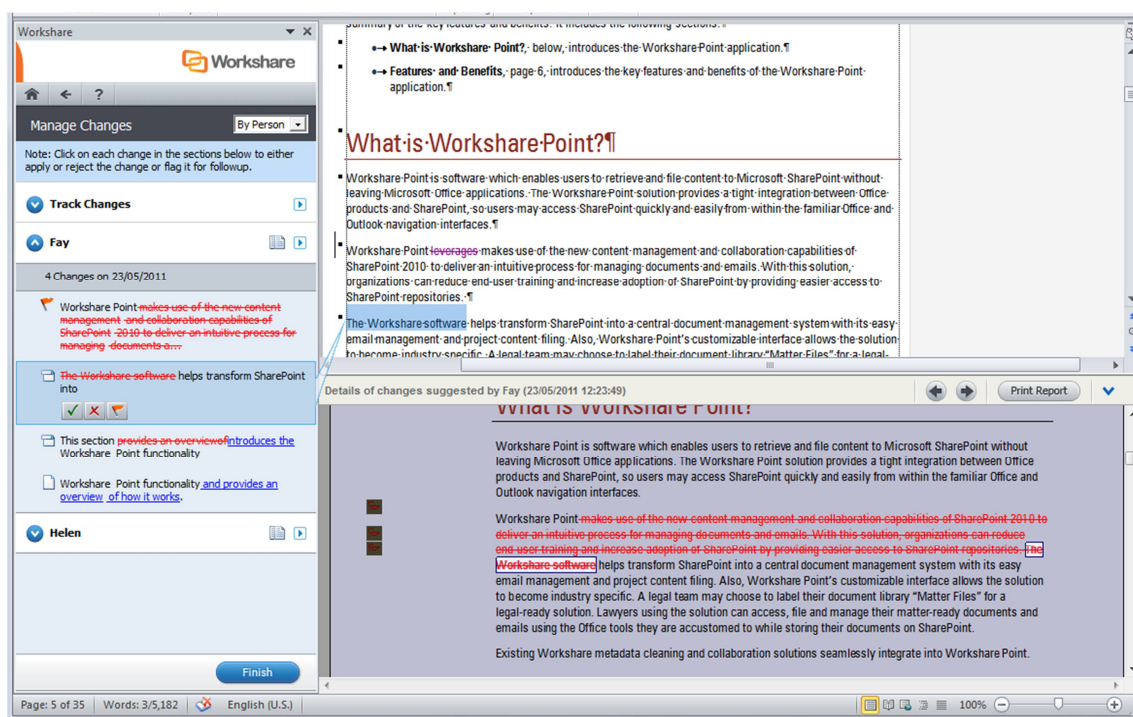 Workshare
Workshare
?
Manage Changes
By Person
Note: Click on each change in the sections below to either
apply or reject the change or flag it for followup.
Track Changes
Fay
4 Changes on 23/05/2011
Workshare Point makes use of the new content
management and collaboration capabilities of
SharePoint 2010 to deliver an intuitive process for
managing documents a...
The Workshare software helps transform SharePoint
into
This section provides an overviewofintroduces the
Workshare Point functionality
Workshare Point functionality and provides an
overview of how it works.
Helen
Finish
summary of the key features and benefits. It includes the following sections:¶
What·is·Workshare· Point?,· below,·introduces·the·Workshare·Point·application.¶
Features· and· Benefits,· page·6,·introduces·the·key·features·and·benefits·of·the·Workshare·Point·
application.¶
What·is·Workshare·Point?¶
Workshare·Point·is·software·which·enables·users·to·retrieve·and·file·content·to·Microsoft·SharePoint·without·
leaving·Microsoft·Office·applications.·The·Workshare·Point·solution·provides·a·tight·integration·between·Office·
products·and·SharePoint,·so·users·may·access·SharePoint·quickly·and·easily·from·within·the·familiar·Office·and·
Outlook·navigation·interfaces.¶
Workshare·Point·leverages·makes·use·of·the·new·content·management·and·collaboration·capabilities·of·
SharePoint·2010·to·deliver·an·intuitive·process·for·managing·documents·and·emails.·With·this·solution,·
organizations·can·reduce·end-user·training·and·increase·adoption·of·SharePoint·by·providing·easier·access·to·
SharePoint·repositories.·¶
The·Workshare·software·helps·transform·SharePoint·into·a·central·document·management·system·with·its·easy·
email·management·and·project·content·filing.·Also,·Workshare·Point's·customizable·interface·allows·the·solution·
to·become·industry·specific.·A·legal·team·may·choose·to·label·their·document·library·“Matter·Files”·for·a·legal-
Details of changes suggested by Fay (23/05/2011 12:23:49)
Print Report
What is Workshare Point?
Workshare Point is software which enables users to retrieve and file content to Microsoft SharePoint without
leaving Microsoft Office applications. The Workshare Point solution provides a tight integration between Office
products and SharePoint, so users may access SharePoint quickly and easily from within the familiar Office and
Outlook navigation interfaces.
Workshare Point makes use of the new content management and collaboration capabilities of SharePoint 2010 to
deliver an intuitive process for managing documents and emails. With this solution, organizations can reduce
end-user training and increase adoption of SharePoint by providing easier access to SharePoint repositories. The
Workshare software helps transform SharePoint into a central document management system with its easy
email management and project content filing. Also, Workshare Point's customizable interface allows the solution
to become industry specific. A legal team may choose to label their document library “Matter Files” for a
legal-ready solution. Lawyers using the solution can access, file and manage their matter-ready documents and
emails using the Office tools they are accustomed to while storing their documents on SharePoint.
Existing Workshare metadata cleaning and collaboration solutions seamlessly integrate into Workshare Point.
Page: 5 of 35
Words: 3/5,182
English (U.S.)
100%